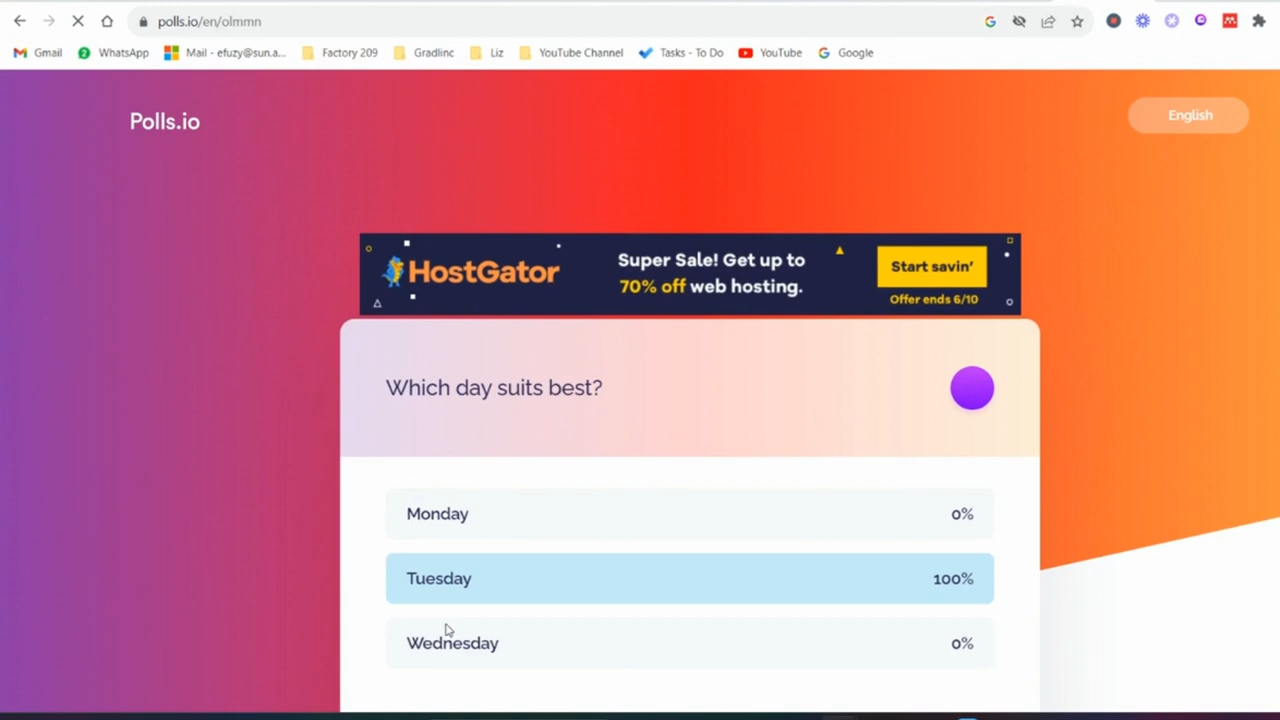 polls.io/en/olmmn
Gmail
2 WhatsApp
Mail - efuzy@sun.a...
Factory 209
Gradlinc
Liz
YouTube Channel
Tasks - To Do
YouTube
Google
Polls.io
English
HostGator
Super Sale! Get up to
70% off web hosting.
Start savin'
Offer ends 6/10
Which day suits best?
Monday 0%
Tuesday 100%
Wednesday 0%